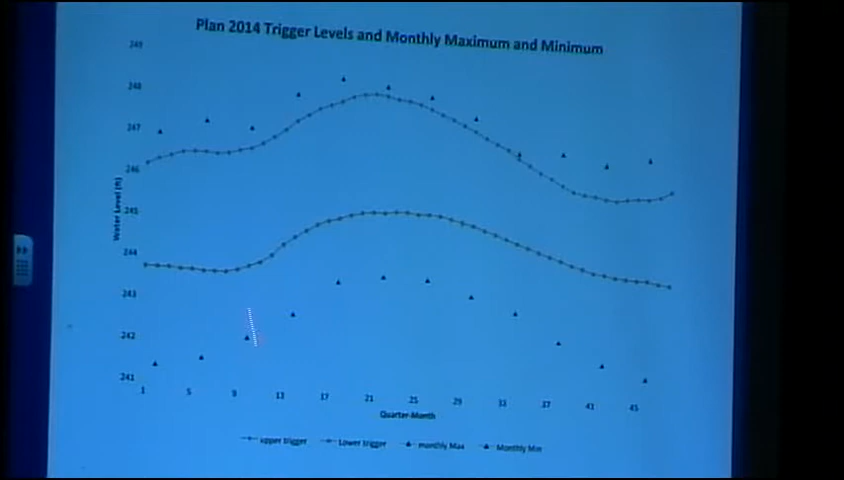 Plan 2014 Trigger Levels and Monthly Maximum and Minimum
249
248
247
246
245
244
243
242
241
Water Level (ft)
1 5 9 13 17 21 25 29 33 37 41 45
Quarter-Month
upper trigger Lower trigger monthly Max Monthly Min